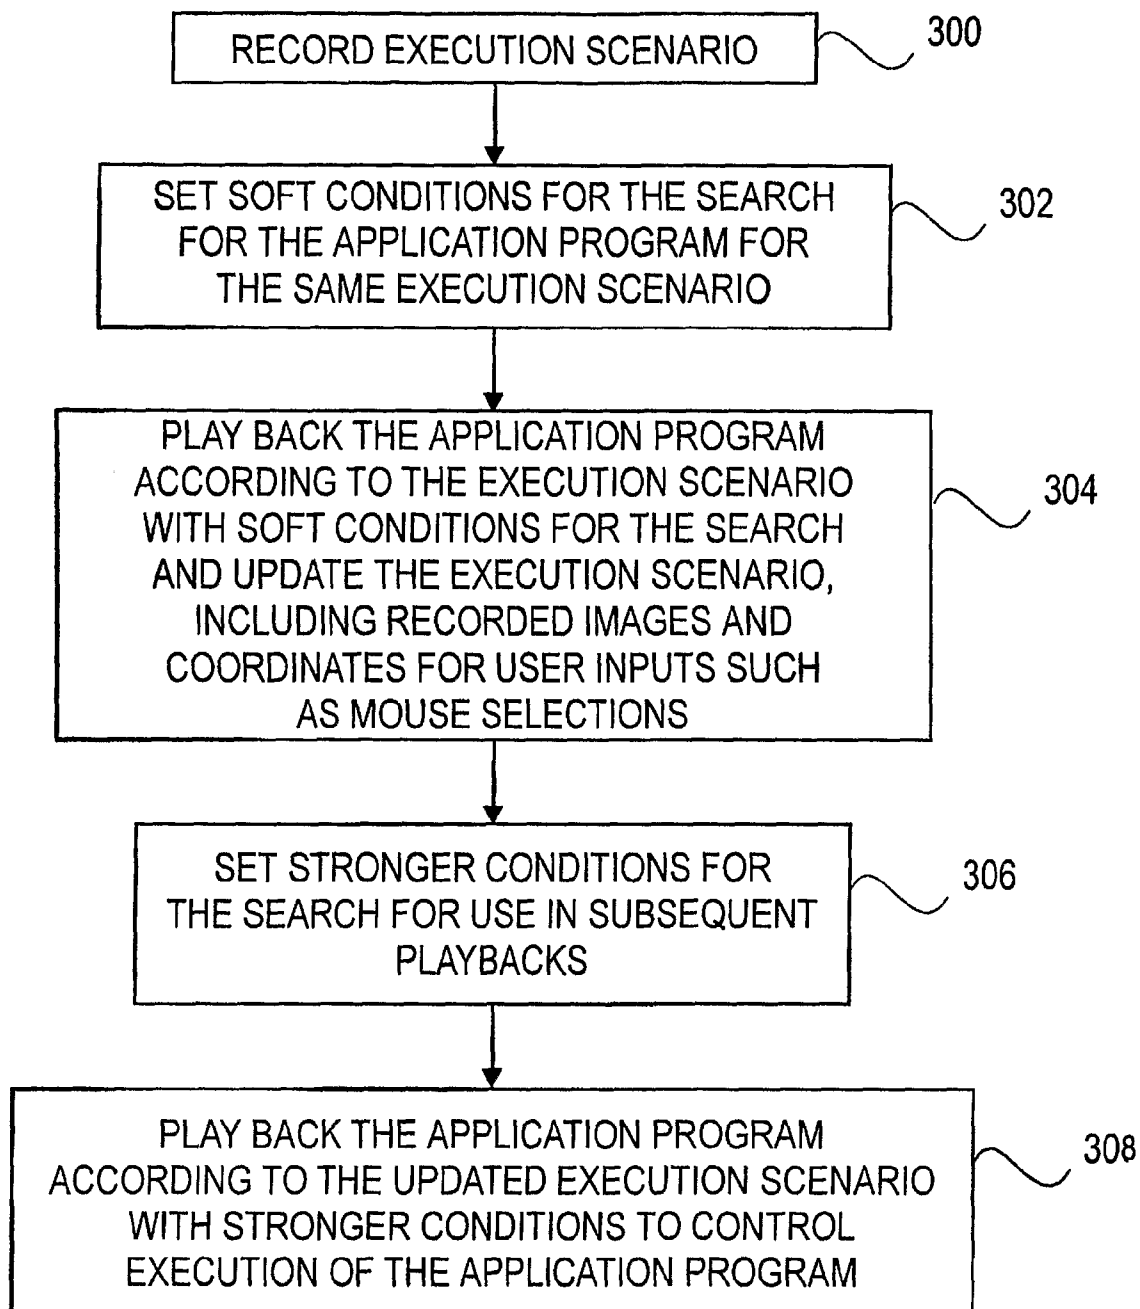 RECORD EXECUTION SCENARIO
300
SET SOFT CONDITIONS FOR THE SEARCH
FOR THE APPLICATION PROGRAM FOR
THE SAME EXECUTION SCENARIO
302
PLAY BACK THE APPLICATION PROGRAM
ACCORDING TO THE EXECUTION SCENARIO
WITH SOFT CONDITIONS FOR THE SEARCH
AND UPDATE THE EXECUTION SCENARIO,
INCLUDING RECORDED IMAGES AND
COORDINATES FOR USER INPUTS SUCH
AS MOUSE SELECTIONS
304
SET STRONGER CONDITIONS FOR
THE SEARCH FOR USE IN SUBSEQUENT
PLAYBACKS
306
PLAY BACK THE APPLICATION PROGRAM
ACCORDING TO THE UPDATED EXECUTION SCENARIO
WITH STRONGER CONDITIONS TO CONTROL
EXECUTION OF THE APPLICATION PROGRAM
308